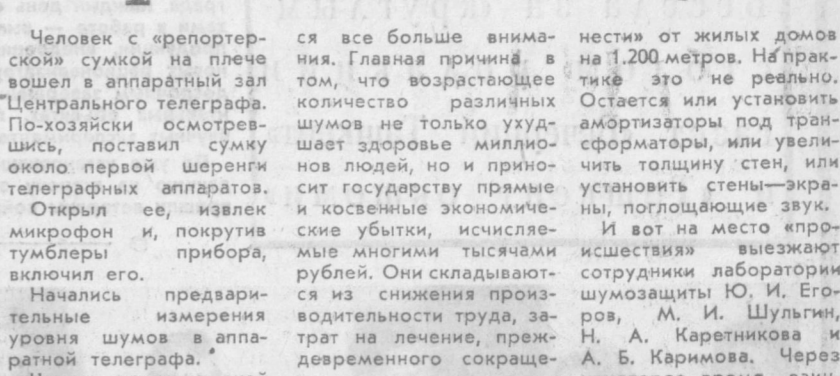 Человек с «репортер-
ской» сумкой на плече
вошел в аппаратный зал
Центрального телеграфа.
По-хозяйски осмотрев-
шись, поставил сумку
около первой шеренги
телеграфных аппаратов.
Открыл ее, извлек
микрофон и, покрутив
тумблеры прибора,
включил его.
Начались предвари-
тельные измерения
уровня шумов в аппа-
ратной телеграфа.
ся все больше внима-
ния. Главная причина в
том, что возрастающее
количество различных
шумов не только ухуд-
шает здоровье миллио-
нов людей, но и прино-
сит государству прямые
и косвенные экономиче-
ские убытки, исчисляе-
мые многими тысячами
рублей. Они складывают-
ся из снижения произ-
водительности труда, за-
трат на лечение, преж-
девременного сокраще-
нести» от жилых домов
на 1.200 метров. На прак-
тике это не реально.
Остается или установить
амортизаторы под тран-
сформаторы, или увели-
чить толщину стен, или
установить стены—экра-
ны, поглощающие звук.
И вот на место «про-
исшествия» выезжают
сотрудники лаборатории
шумозащиты Ю. И. Его-
ров, М. И. Шульгин,
Н. А. Каретникова и
А. Б. Каримова. Через